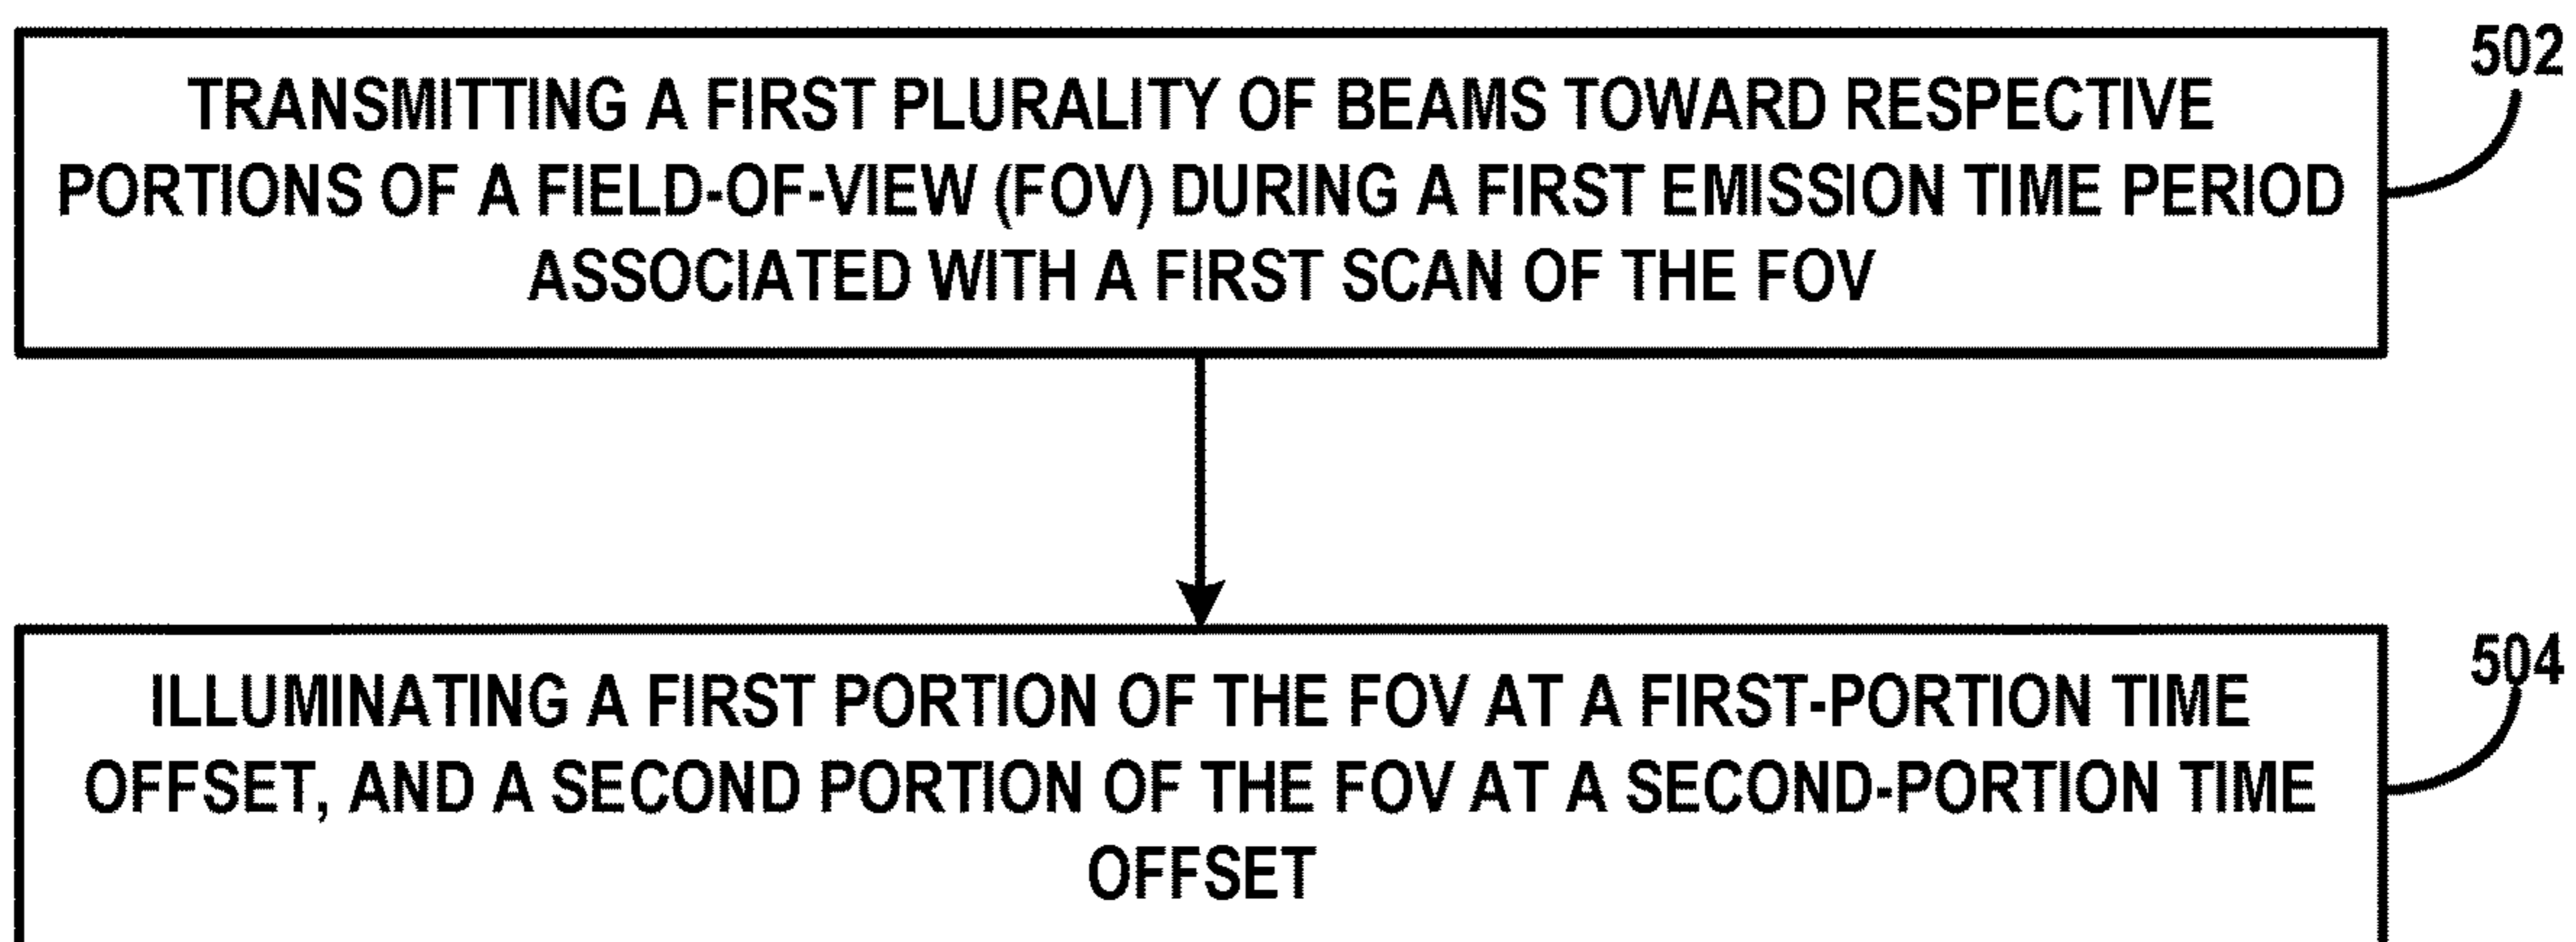 TRANSMITTING A FIRST PLURALITY OF BEAMS TOWARD RESPECTIVE
PORTIONS OF A FIELD-OF-VIEW (FOV) DURING A FIRST EMISSION TIME PERIOD
ASSOCIATED WITH A FIRST SCAN OF THE FOV
502
ILLUMINATING A FIRST PORTION OF THE FOV AT A FIRST-PORTION TIME
OFFSET, AND A SECOND PORTION OF THE FOV AT A SECOND-PORTION TIME
OFFSET
504